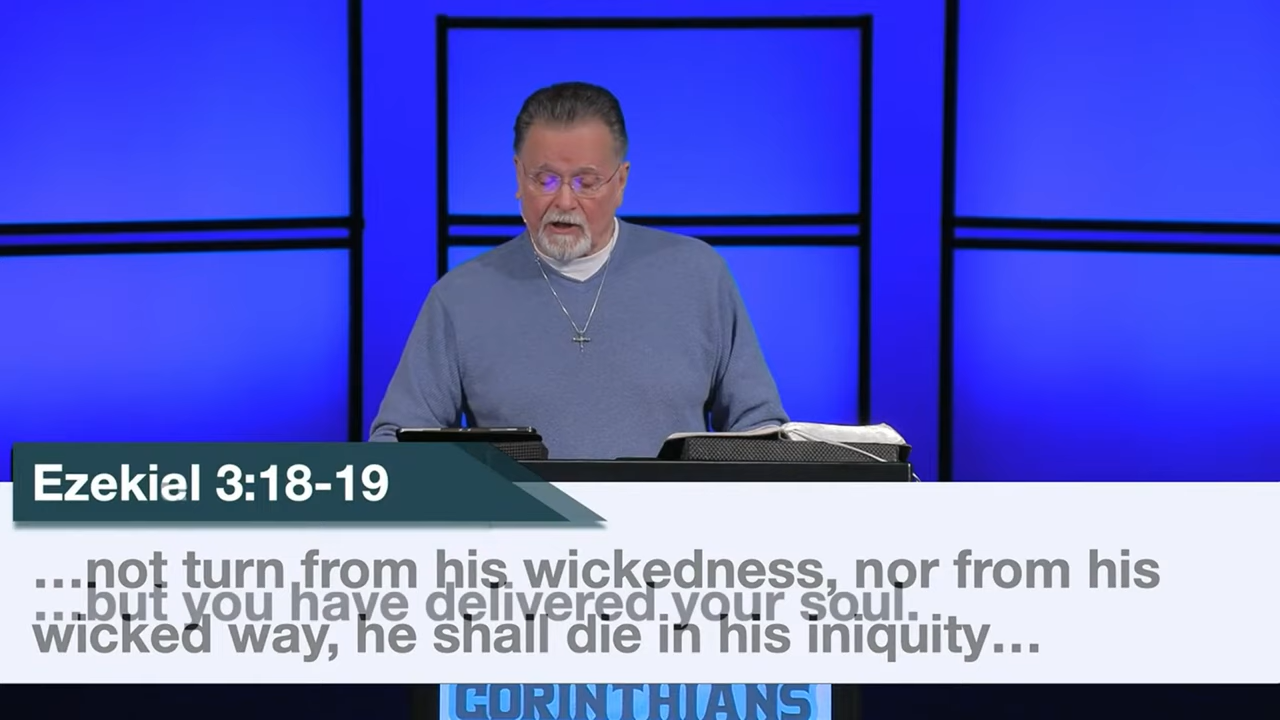 Ezekiel 3:18-19
…not turn from his wickedness, nor from his
…but you have delivered your soul.
wicked way, he shall die in his iniquity…
CORINTHIANS